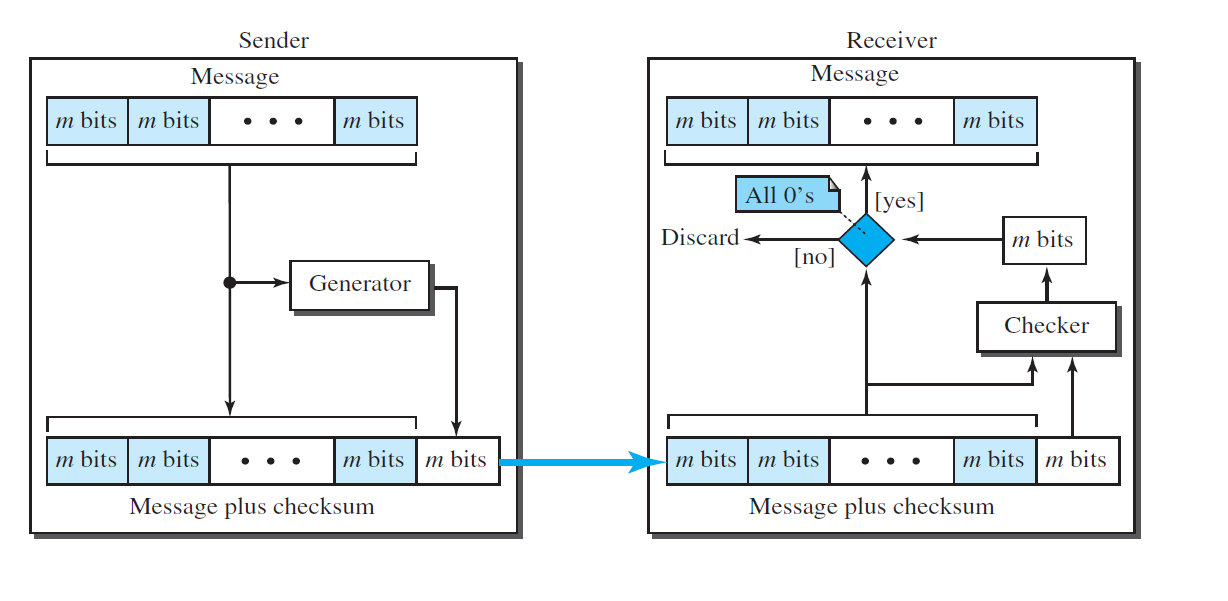 Sender
Message
m bits m bits • • • m bits
Generator
m bits m bits • • • m bits m bits
Message plus checksum
Receiver
Message
m bits m bits • • • m bits
All 0’s
[yes]
Discard
[no]
m bits
Checker
m bits m bits • • • m bits m bits
Message plus checksum